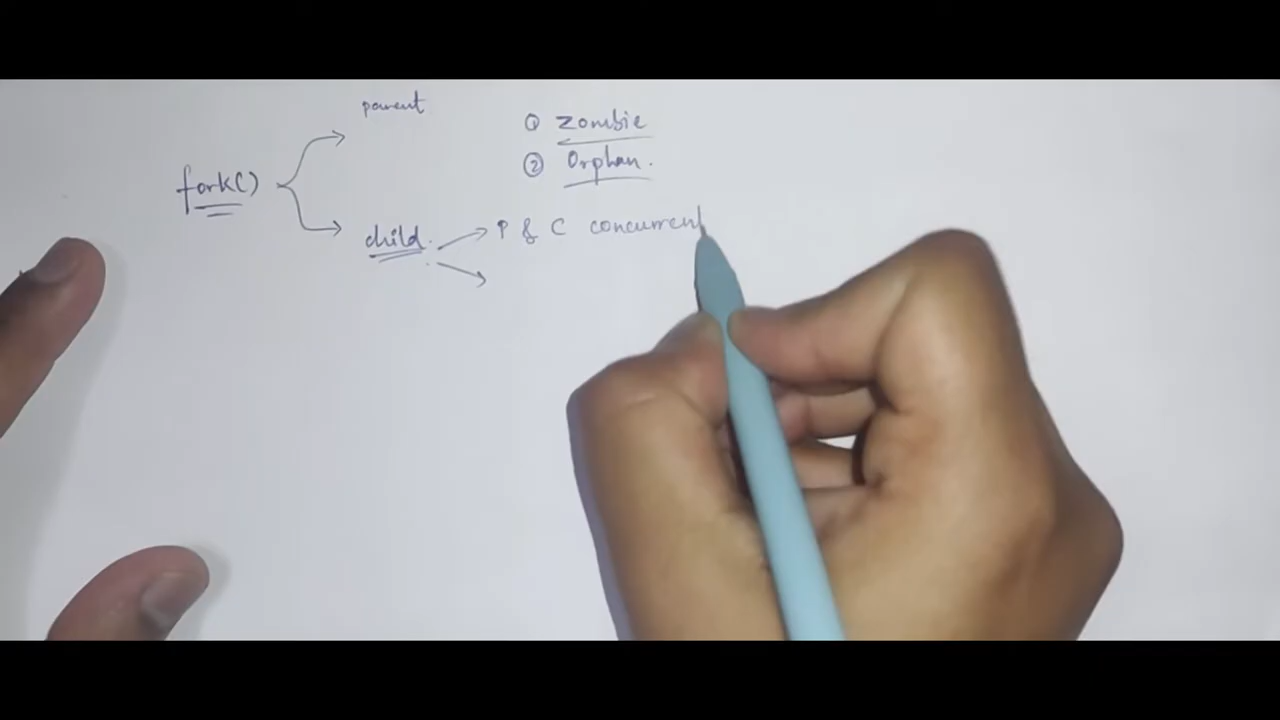 parent
① Zombie
② Orphan.
fork()
child.
P & C concurrent